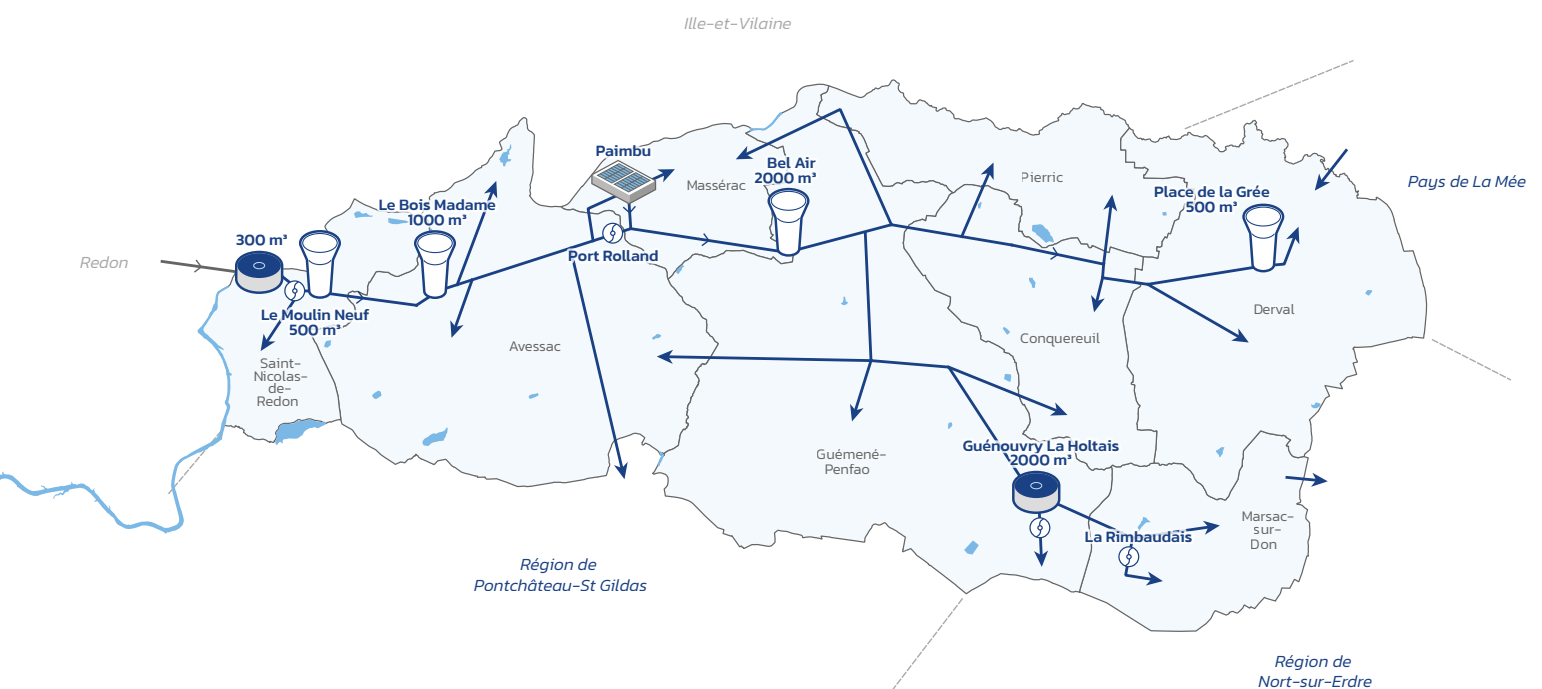 Ille-et-Vilaine
Paimbu
Massérac
Bel Air
2000 m³
Pierric
Place de la Grée
500 m³
Pays de La Mée
Le Bois Madame
1000 m³
300 m³
Redon
Port Rolland
Le Moulin Neuf
500 m³
Saint-
Nicolas-
de-
Redon
Avessac
Conquereuil
Derval
Guémené-
Penfao
Guénouvry La Holtais
2000 m³
La Rimbaudais
Marsac-
sur-
Don
Région de
Pontchâteau-St Gildas
Région de
Nort-sur-Erdre